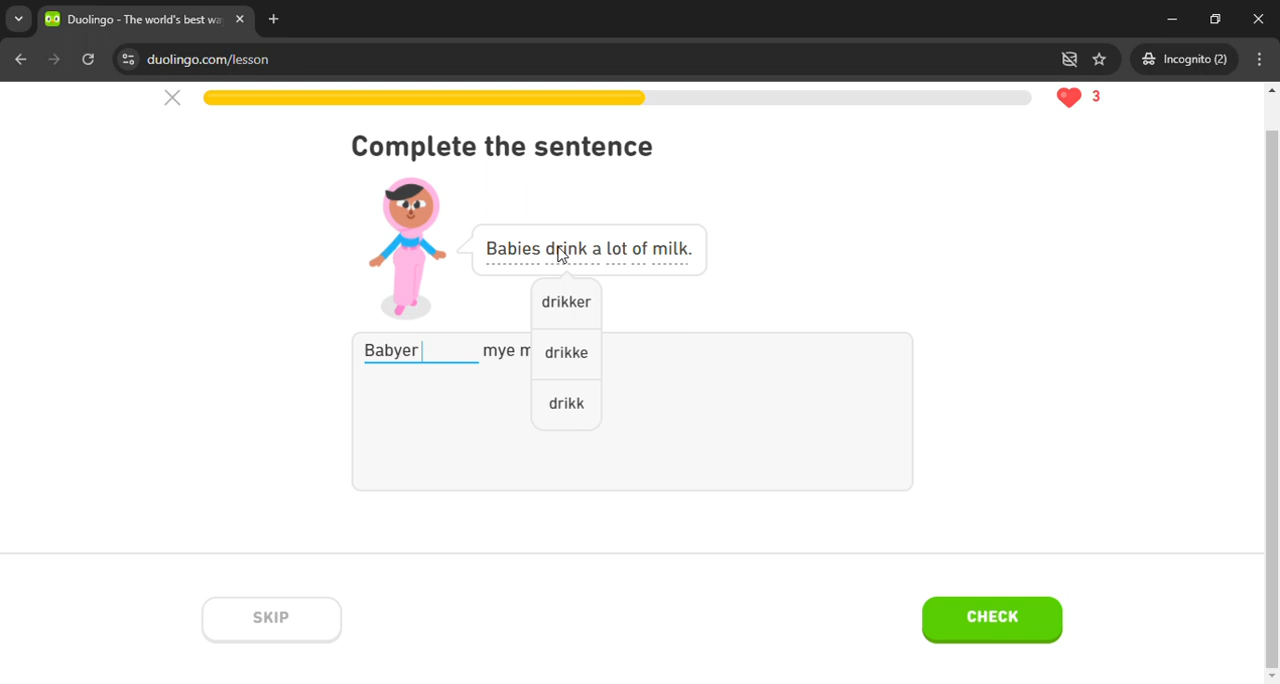 Duolingo - The world's best wa
duolingo.com/lesson
Incognito (2)
3
Complete the sentence
Babies drink a lot of milk.
drikker
drikke
drikk
Babyer mye m
SKIP
CHECK